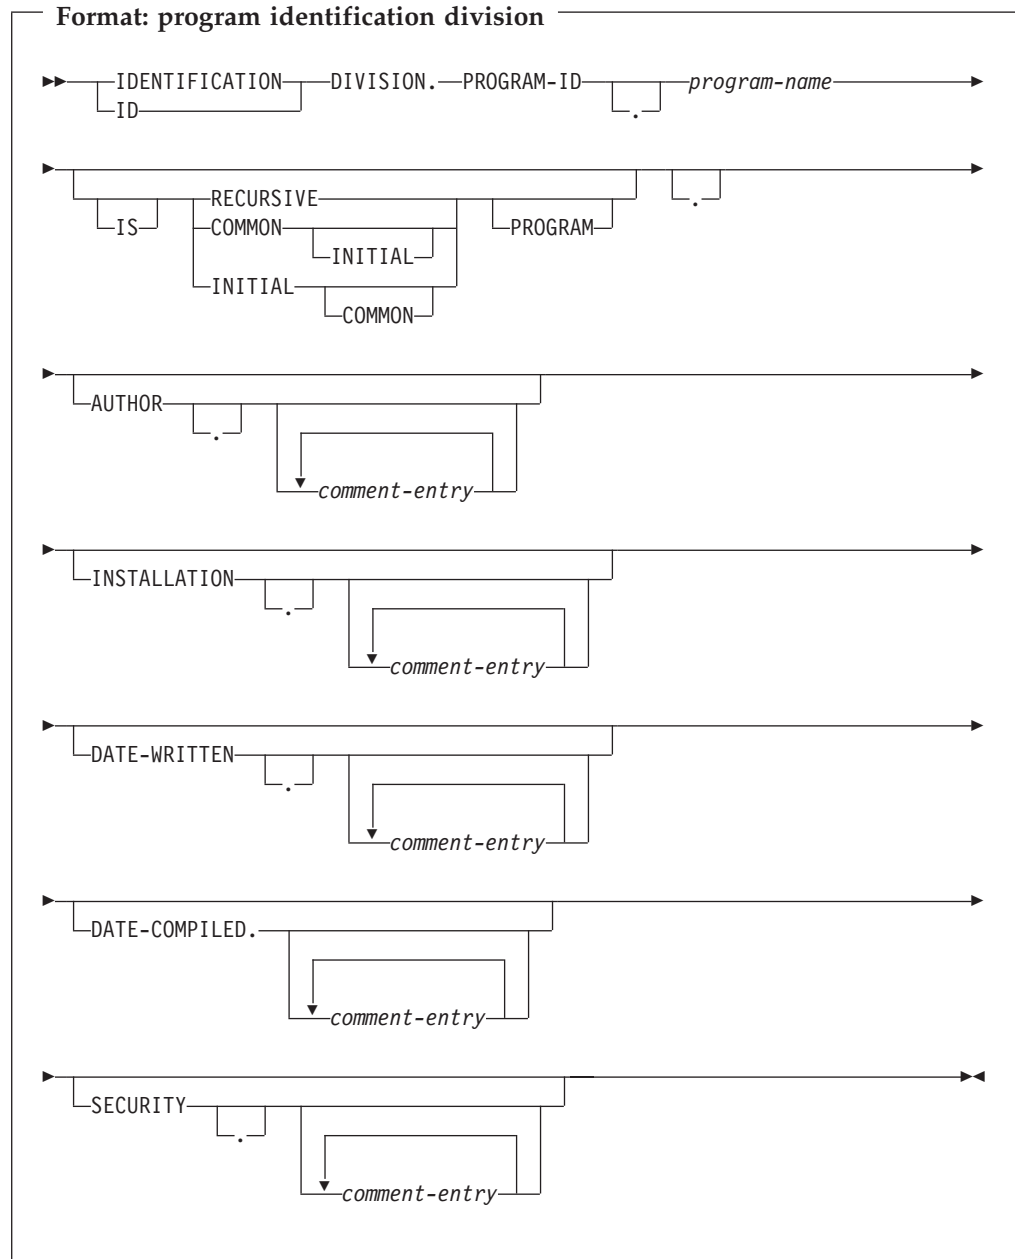 Format: program identification division
IDENTIFICATION DIVISION. PROGRAM-ID . program-name
ID
IS RECURSIVE PROGRAM .
COMMON
INITIAL
INITIAL
COMMON
AUTHOR .
comment-entry
INSTALLATION .
comment-entry
DATE-WRITTEN .
comment-entry
DATE-COMPILED.
comment-entry
SECURITY .
comment-entry